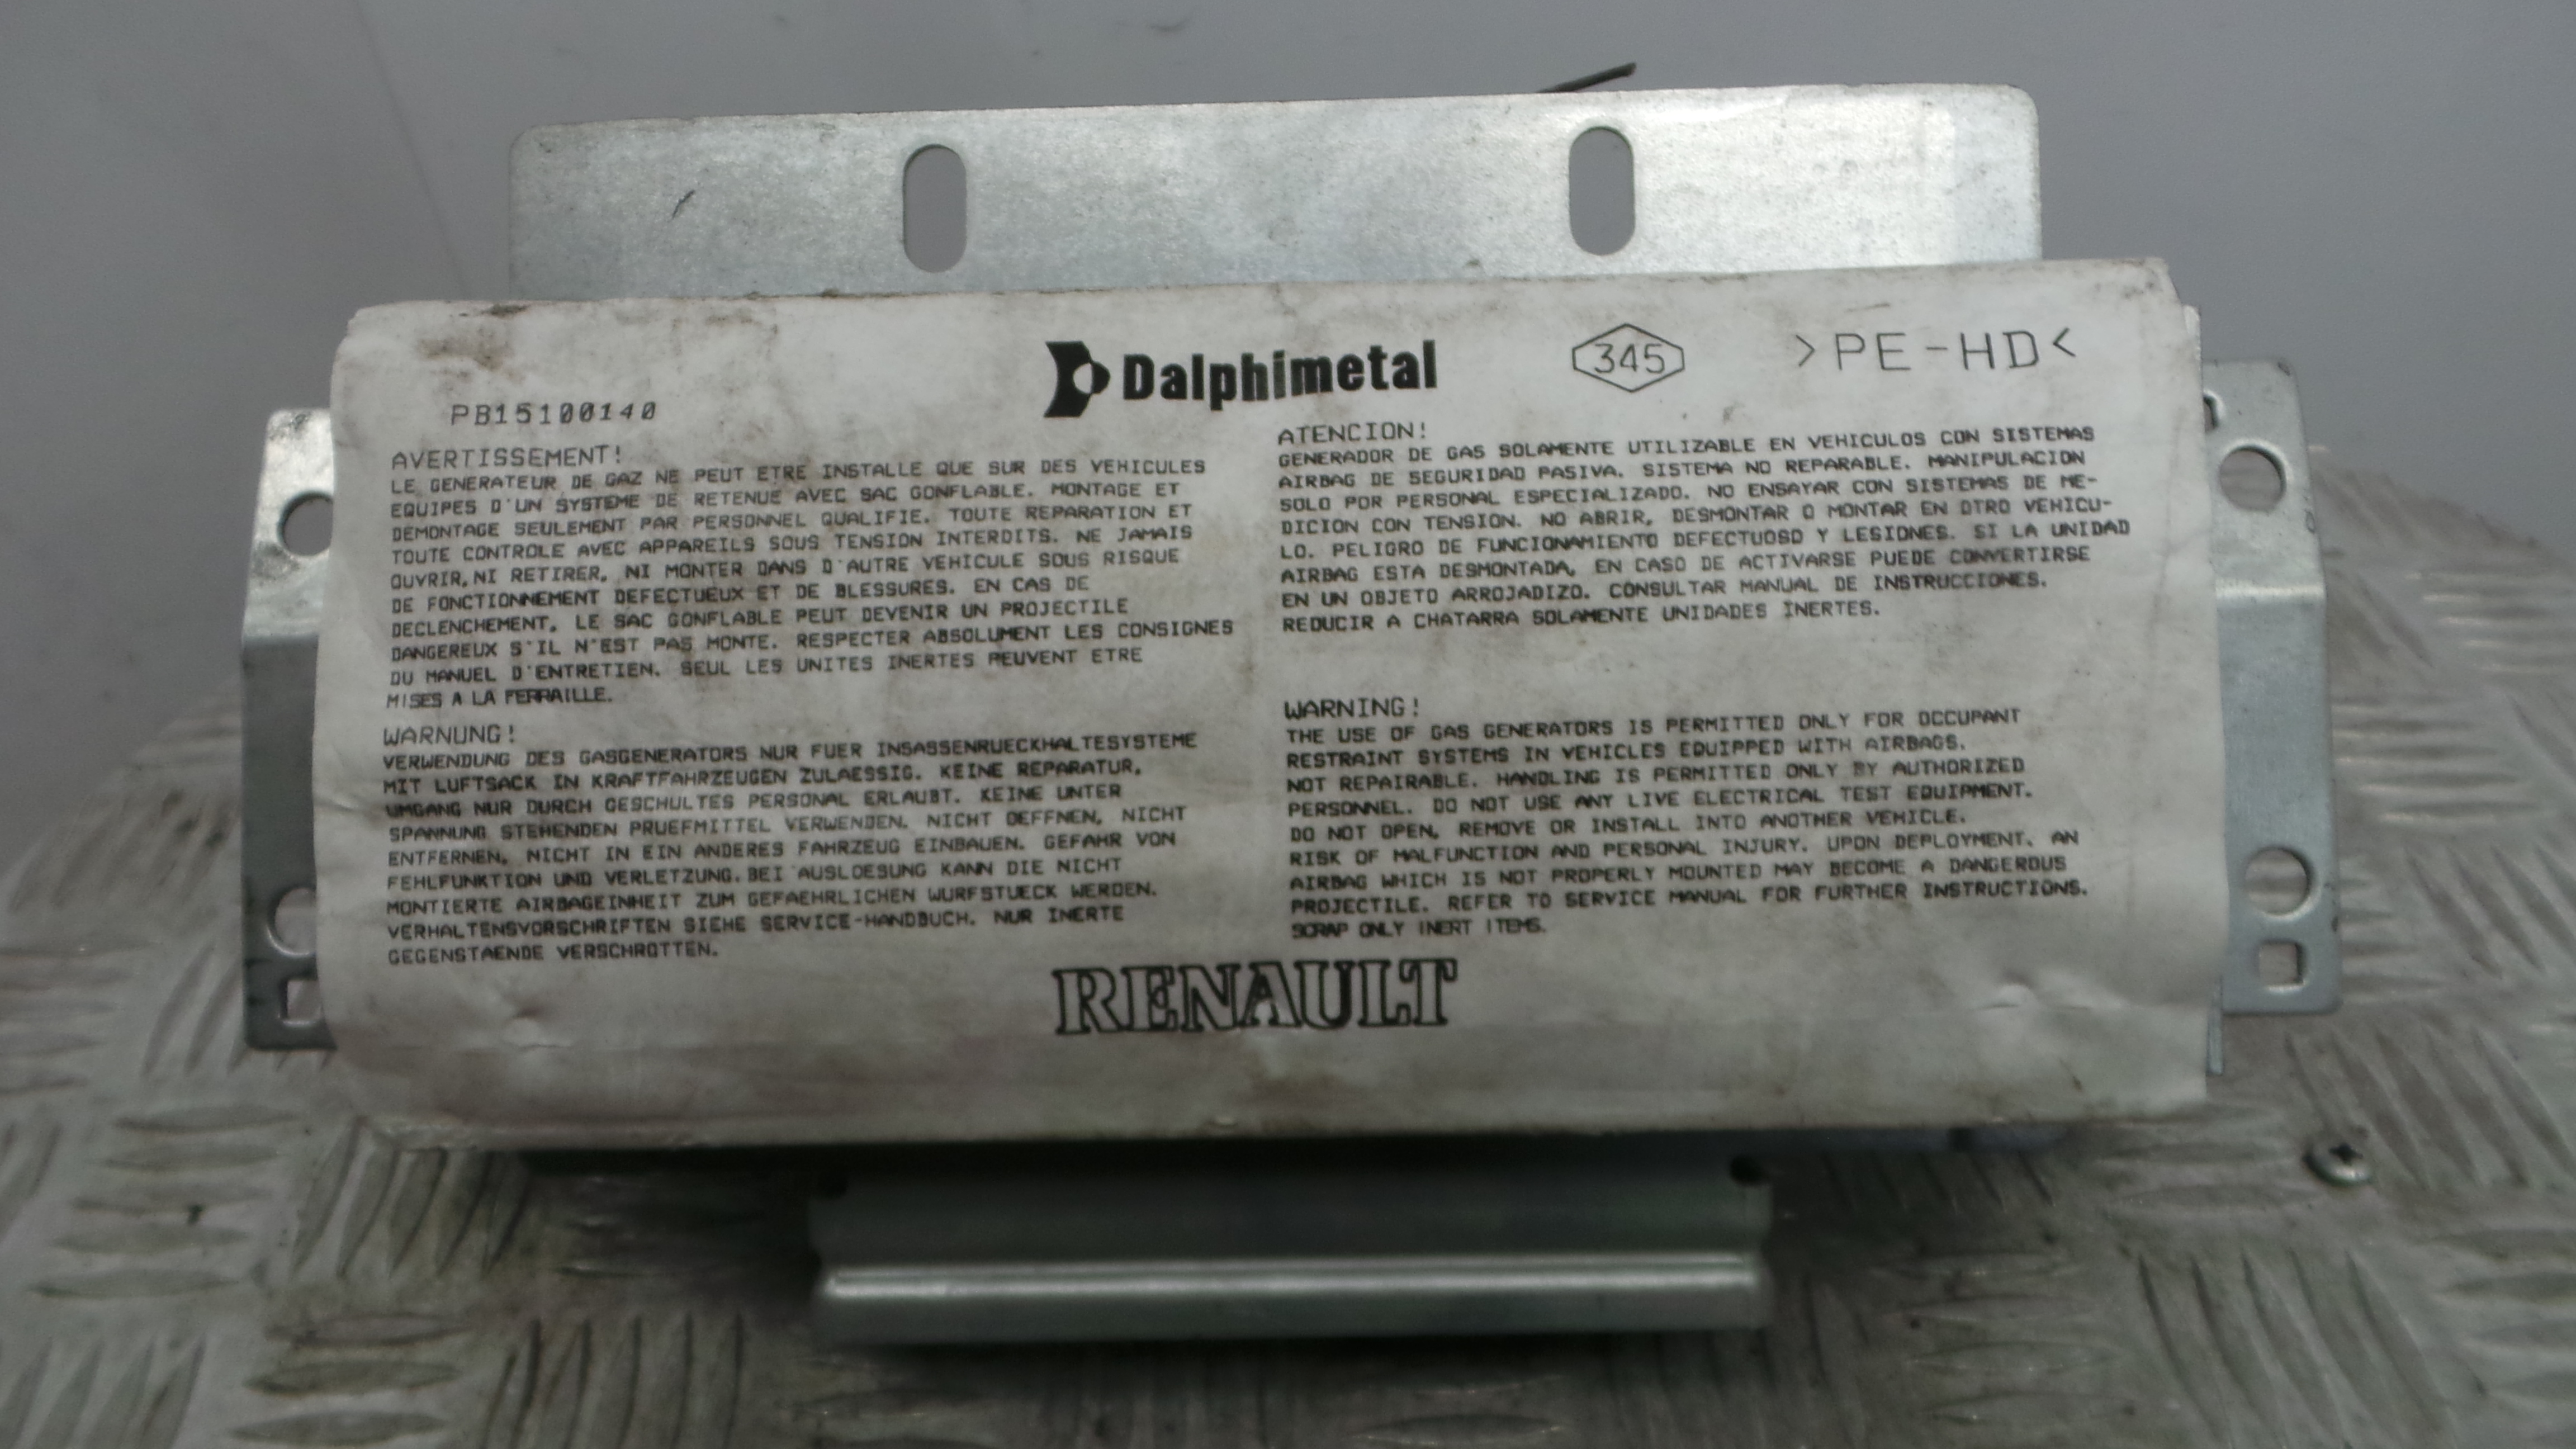 Dalphimetal
345
>PE-HD<
PB15100140
AVERTISSEMENT!
LE GENERATEUR DE GAZ NE PEUT ETRE INSTALLE QUE SUR DES VEHICULES
EQUIPES D'UN SYSTEME DE RETENUE AVEC SAC GONFLABLE. MONTAGE ET
DEMONTAGE SEULEMENT PAR PERSONNEL QUALIFIE. TOUTE REPARATION ET
TOUTE CONTROLE AVEC APPAREILS SOUS TENSION INTERDITS. NE JAMAIS
OUVRIR, NI RETIRER, NI MONTER DANS D'AUTRE VEHICULE SOUS RISQUE
DE FONCTIONNEMENT DEFECTUEUX ET DE BLESSURES. EN CAS DE
DECLENCHEMENT, LE SAC GONFLABLE PEUT DEVENIR UN PROJECTILE
DANGEREUX S'IL N'EST PAS MONTE. RESPECTER ABSOLUMENT LES CONSIGNES
DU MANUEL D'ENTRETIEN. SEUL LES UNITES INERTES PEUVENT ETRE
MISES A LA FERRAILLE.
ATENCION!
GENERADOR DE GAS SOLAMENTE UTILIZABLE EN VEHICULOS CON SISTEMAS
AIRBAG DE SEGURIDAD PASIVA. SISTEMA NO REPARABLE. MANIPULACION
SOLO POR PERSONAL ESPECIALIZADO. NO ENSAYAR CON SISTEMAS DE ME-
DICION CON TENSION. NO ABRIR, DESMONTAR O MONTAR EN OTRO VEHICU-
LO. PELIGRO DE FUNCIONAMIENTO DEFECTUOSO Y LESIONES. SI LA UNIDAD
AIRBAG ESTA DESMONTADA, EN CASO DE ACTIVARSE PUEDE CONVERTIRSE
EN UN OBJETO ARROJADIZO. CONSULTAR MANUAL DE INSTRUCCIONES.
REDUCIR A CHATARRA SOLAMENTE UNIDADES INERTES.
WARNUNG!
VERWENDUNG DES GASGENERATORS NUR FUER INSASSENRUECKHALTESYSTEME
MIT LUFTSACK IN KRAFTFAHRZEUGEN ZULAESSIG. KEINE REPARATUR,
UMGANG NUR DURCH GESCHULTES PERSONAL ERLAUBT. KEINE UNTER
SPANNUNG STEHENDEN PRUEFMITTEL VERWENDEN. NICHT OEFFNEN, NICHT
ENTFERNEN, NICHT IN EIN ANDERES FAHRZEUG EINBAUEN. GEFAHR VON
FEHLFUNKTION UND VERLETZUNG. BEI AUSLOESUNG KANN DIE NICHT
MONTIERTE AIRBAGEINHEIT ZUM GEFAEHRLICHEN WURFSTUECK WERDEN.
VERHALTENSVORSCHRIFTEN SIEHE SERVICE-HANDBUCH. NUR INERTE
GEGENSTAENDE VERSCHROTTEN.
WARNING!
THE USE OF GAS GENERATORS IS PERMITTED ONLY FOR OCCUPANT
RESTRAINT SYSTEMS IN VEHICLES EQUIPPED WITH AIRBAGS.
NOT REPAIRABLE. HANDLING IS PERMITTED ONLY BY AUTHORIZED
PERSONNEL. DO NOT USE ANY LIVE ELECTRICAL TEST EQUIPMENT.
DO NOT OPEN, REMOVE OR INSTALL INTO ANOTHER VEHICLE.
RISK OF MALFUNCTION AND PERSONAL INJURY. UPON DEPLOYMENT, AN
AIRBAG WHICH IS NOT PROPERLY MOUNTED MAY BECOME A DANGEROUS
PROJECTILE. REFER TO SERVICE MANUAL FOR FURTHER INSTRUCTIONS.
SCRAP ONLY INERT ITEMS.
RENAULT